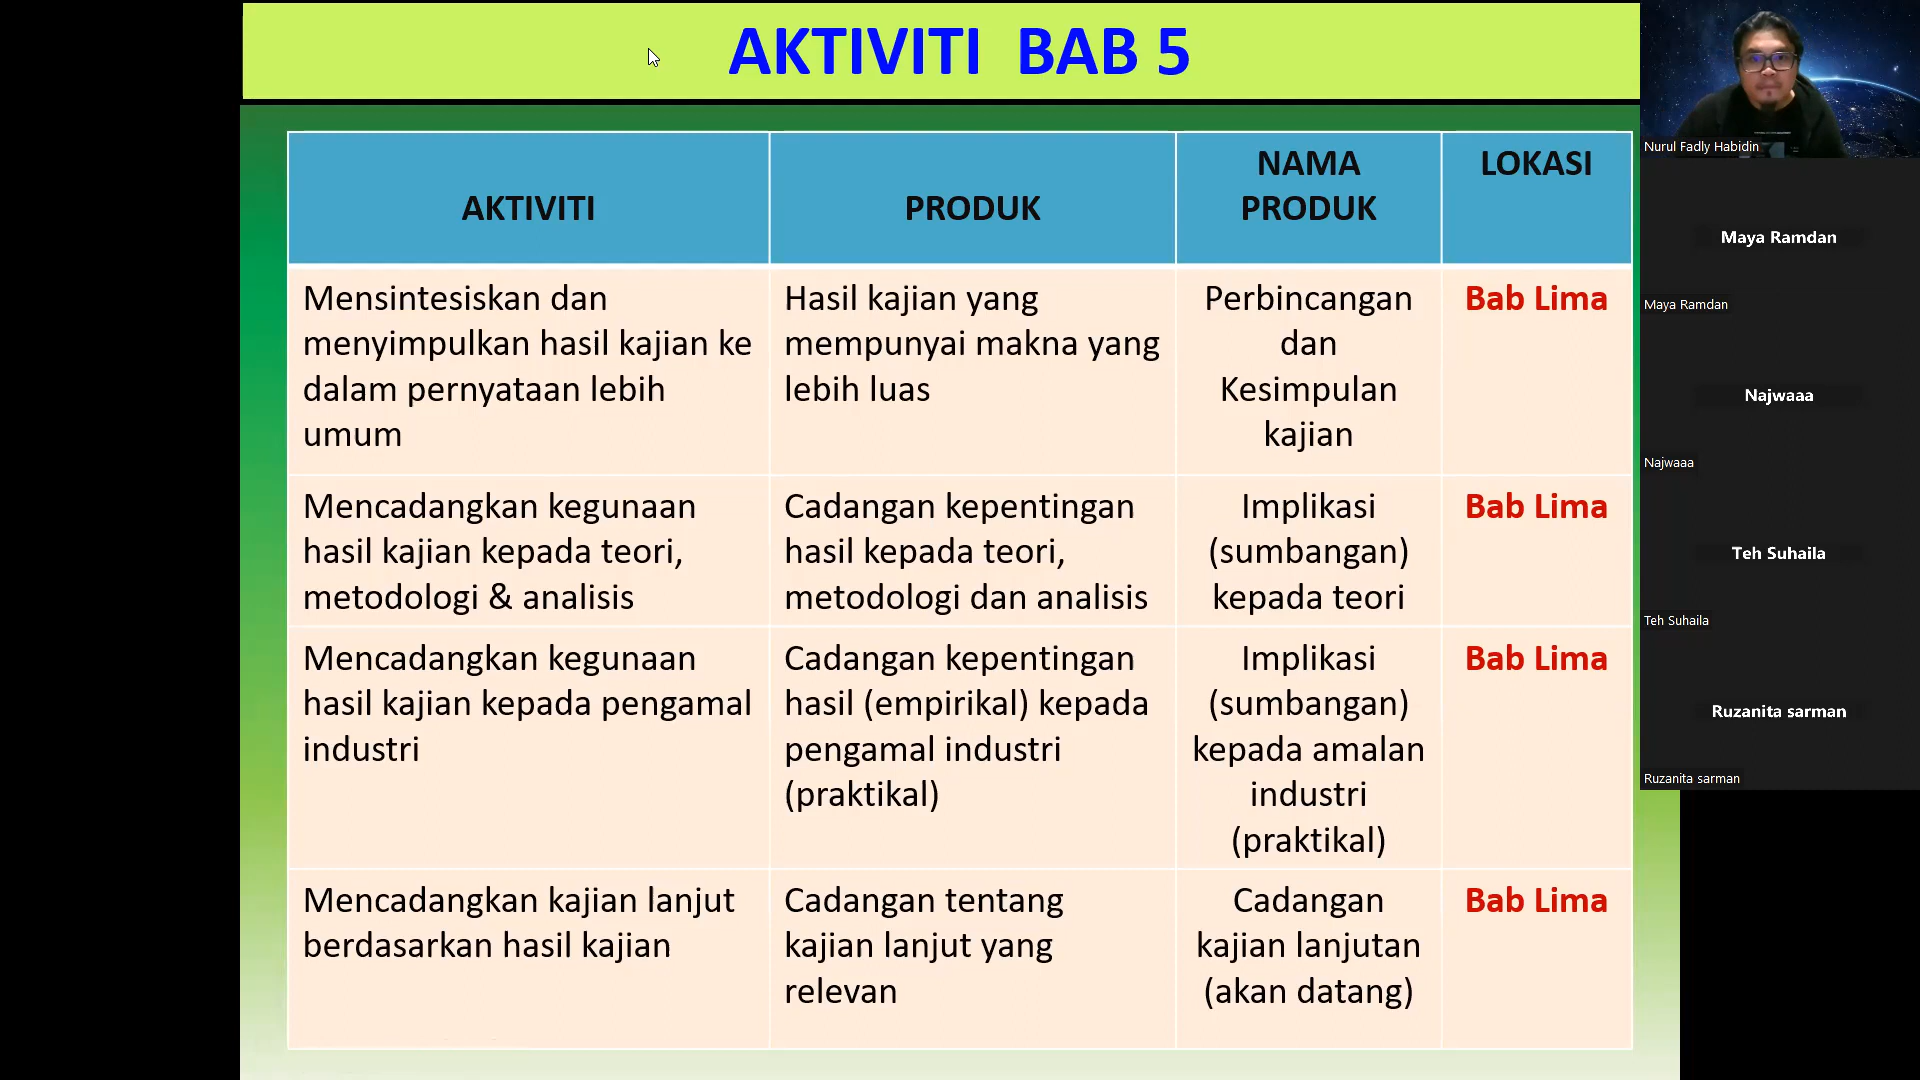 AKTIVITI BAB 5
AKTIVITI
PRODUK
NAMA
PRODUK
LOKASI
Mensintesiskan dan
menyimpulkan hasil kajian ke
dalam pernyataan lebih
umum
Hasil kajian yang
mempunyai makna yang
lebih luas
Perbincangan
dan
Kesimpulan
kajian
Bab Lima
Mencadangkan kegunaan
hasil kajian kepada teori,
metodologi & analisis
Cadangan kepentingan
hasil kepada teori,
metodologi dan analisis
Implikasi
(sumbangan)
kepada teori
Bab Lima
Mencadangkan kegunaan
hasil kajian kepada pengamal
industri
Cadangan kepentingan
hasil (empirikal) kepada
pengamal industri
(praktikal)
Implikasi
(sumbangan)
kepada amalan
industri
(praktikal)
Bab Lima
Mencadangkan kajian lanjut
berdasarkan hasil kajian
Cadangan tentang
kajian lanjut yang
relevan
Cadangan
kajian lanjutan
(akan datang)
Bab Lima
Nurul Fadly Habidin
Maya Ramdan
Maya Ramdan
Najwaaa
Najwaaa
Teh Suhaila
Teh Suhaila
Ruzanita sarman
Ruzanita sarman